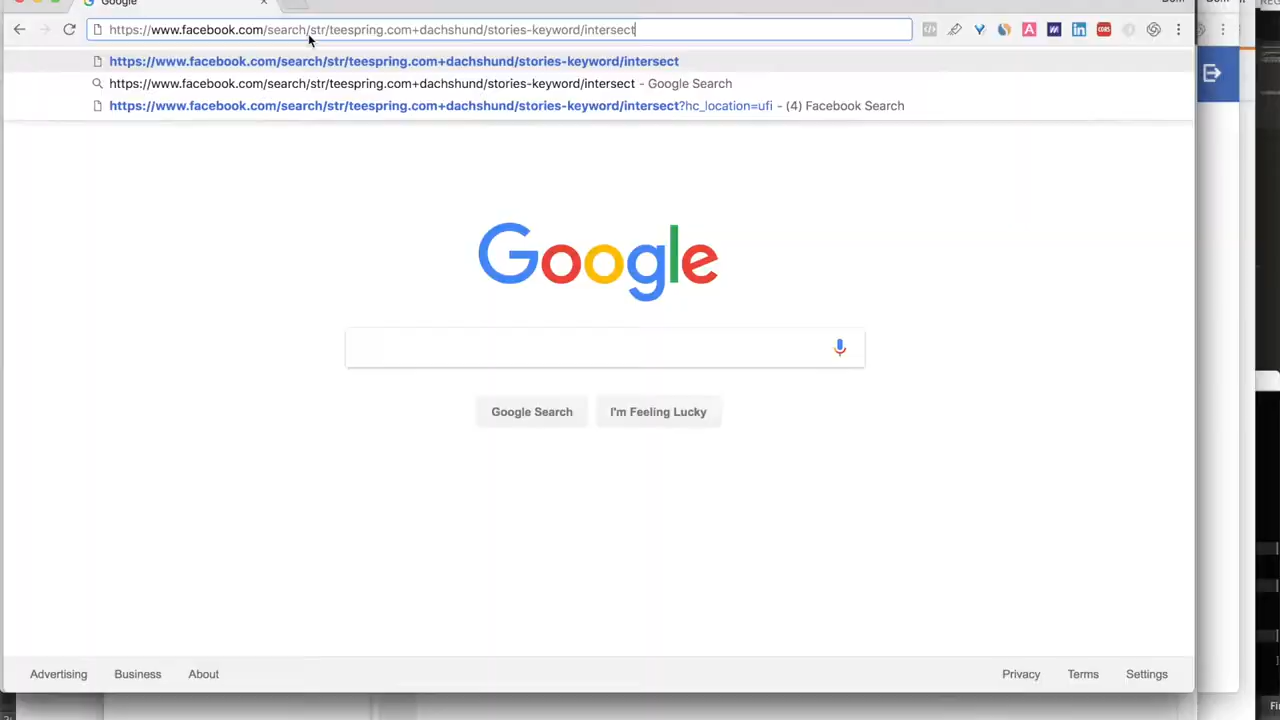 Google
https://www.facebook.com/search/str/teespring.com+dachshund/stories-keyword/intersect
https://www.facebook.com/search/str/teespring.com+dachshund/stories-keyword/intersect
https://www.facebook.com/search/str/teespring.com+dachshund/stories-keyword/intersect - Google Search
https://www.facebook.com/search/str/teespring.com+dachshund/stories-keyword/intersect?hc_location=ufi - (4) Facebook Search
Google
Google Search
I'm Feeling Lucky
Advertising Business About Privacy Terms Settings